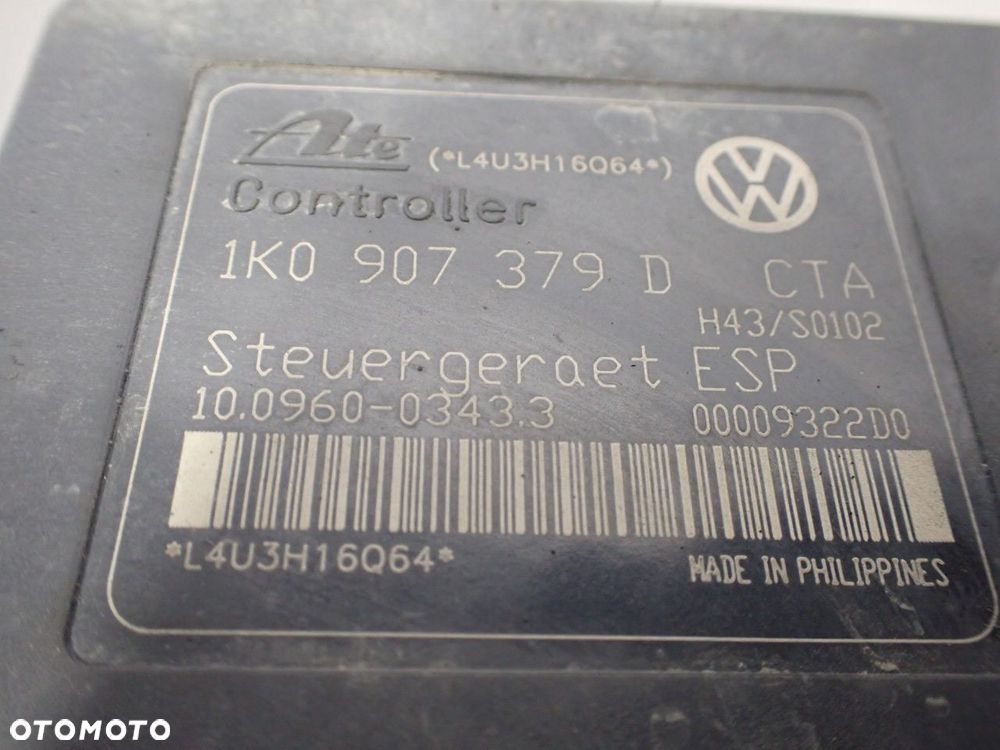 Ate (*L4U3H16Q64*)
Controller
1K0 907 379 D CTA
H43/S0102
Steuergeraet ESP
10.0960-0343.3 00009322D0
*L4U3H16Q64*
MADE IN PHILIPPINES
OTOMOTO